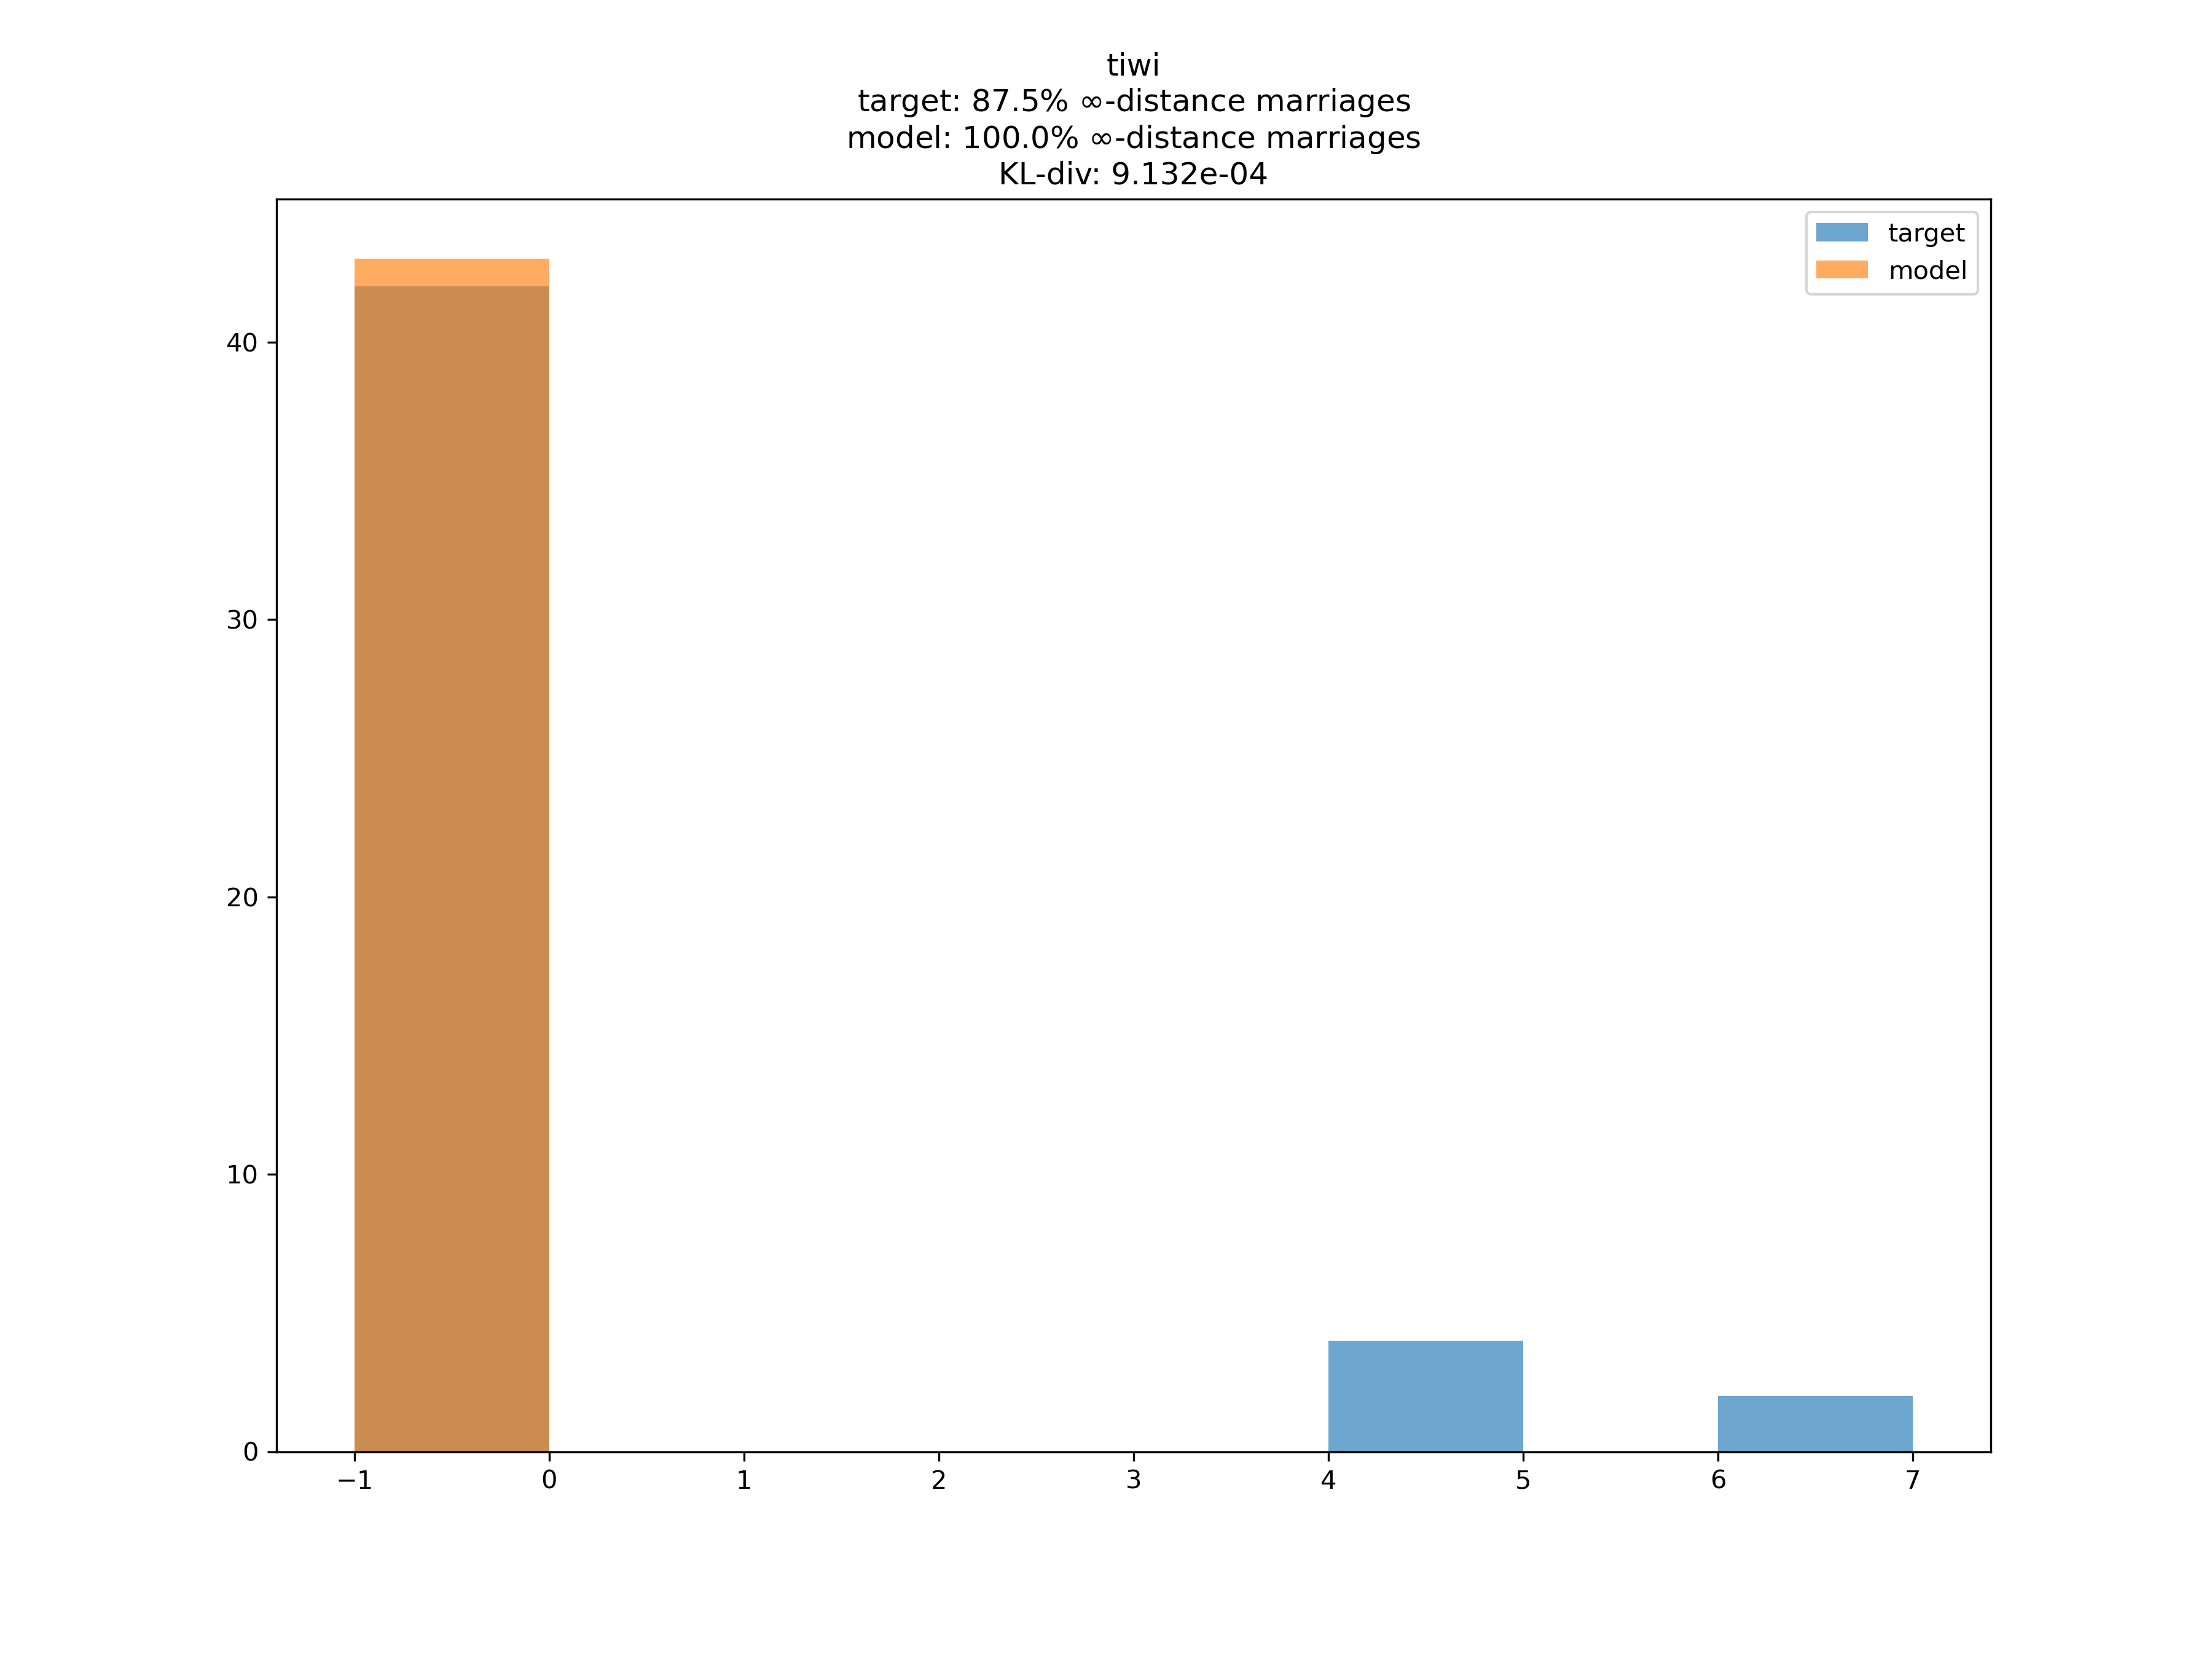 tiwi
target: 87.5% ∞-distance marriages
model: 100.0% ∞-distance marriages
KL-div: 9.132e-04
target
model
40
30
20
10
0
−1 0 1 2 3 4 5 6 7